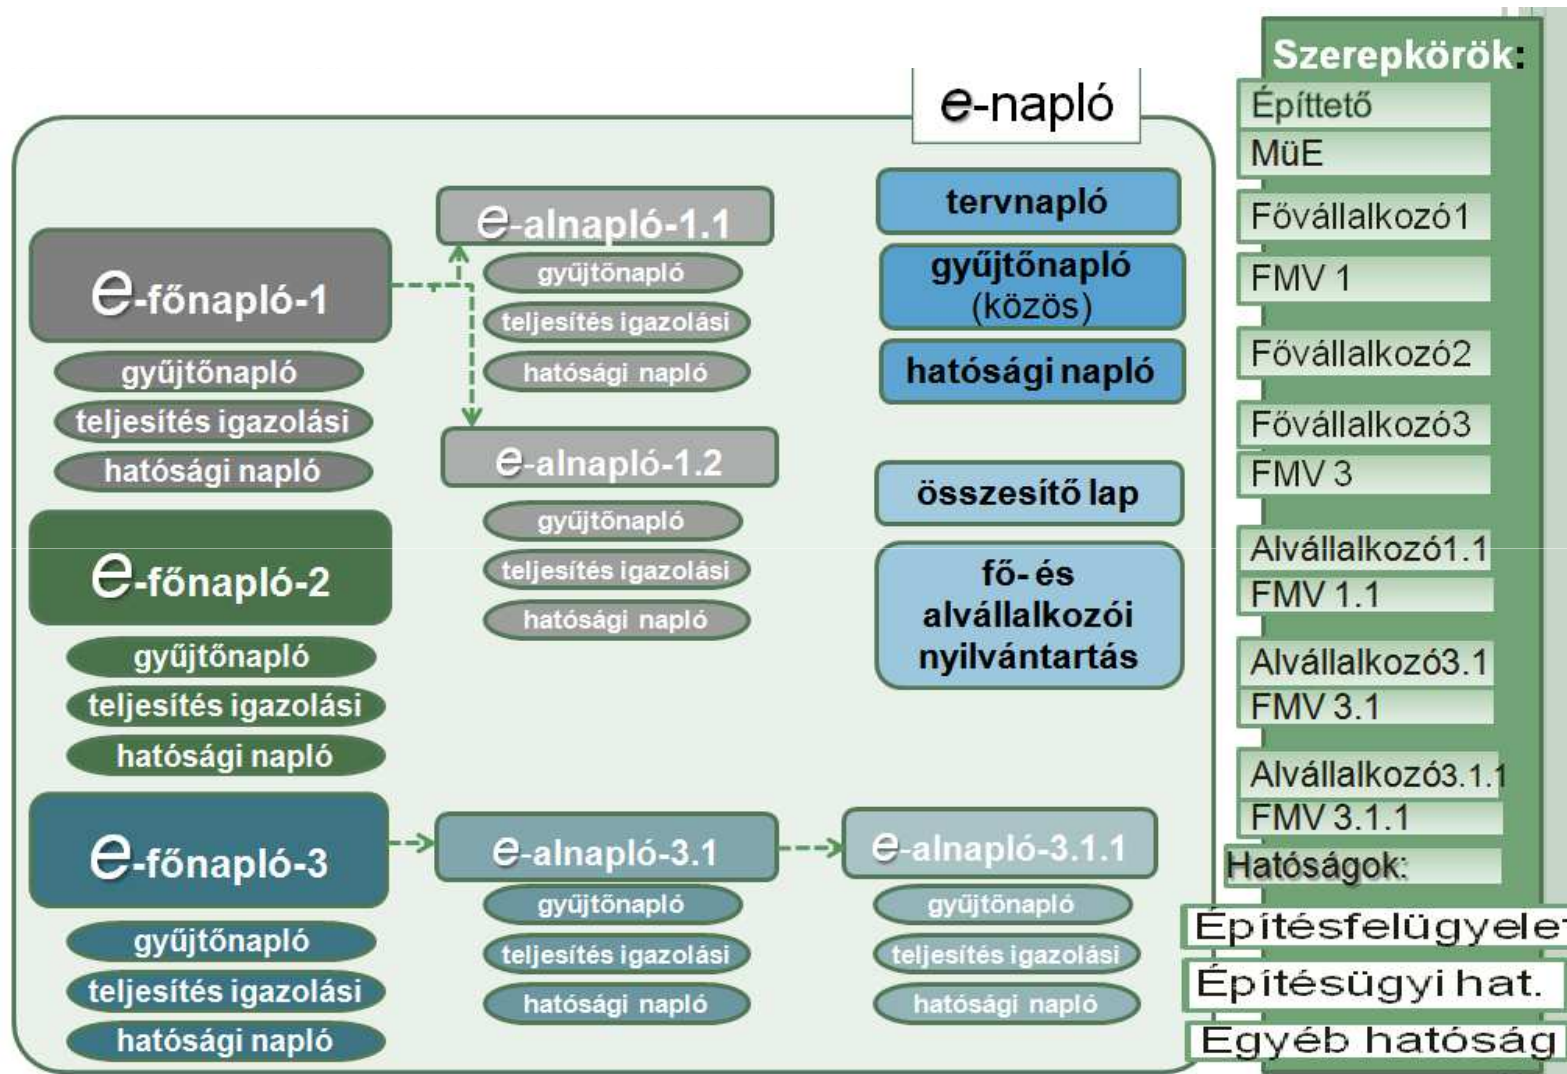 e-napló
e-főnapló-1
gyűjtőnapló
teljesítés igazolási
hatósági napló
e-alnapló-1.1
gyűjtőnapló
teljesítés igazolási
hatósági napló
e-alnapló-1.2
gyűjtőnapló
teljesítés igazolási
hatósági napló
e-főnapló-2
gyűjtőnapló
teljesítés igazolási
hatósági napló
e-főnapló-3
gyűjtőnapló
teljesítés igazolási
hatósági napló
e-alnapló-3.1
gyűjtőnapló
teljesítés igazolási
hatósági napló
e-alnapló-3.1.1
gyűjtőnapló
teljesítés igazolási
hatósági napló
tervnapló
gyűjtőnapló
(közös)
hatósági napló
összesítő lap
fő- és
alvállalkozói
nyilvántartás
Szerepkörök:
Építtető
MüE
Fővállalkozó1
FMV 1
Fővállalkozó2
Fővállalkozó3
FMV 3
Alvállalkozó1.1
FMV 1.1
Alvállalkozó3.1
FMV 3.1
Alvállalkozó3.1.1
FMV 3.1.1
Hatóságok:
Építésfelügyelet
Építésügyi hat.
Egyéb hatóság